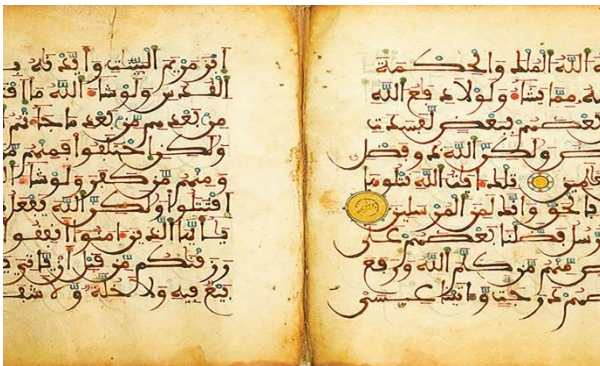 الله الملك والحكمة
مما يشاء ولولا دفع الله
بعضهم ببعض لفسدت
ولكن الله ذو فضل
تلك ءايت الله نتلوها
بالحق وانك لمن المرسلين
فضلنا بعضهم على
منهم من كلم الله ورفع
درجت وءاتينا عيسى
ابن مريم البينت وايدنه
القدس ولو شاء الله ما
من بعدهم من بعد ما جاءتهم
ولكن اختلفوا فمنهم
ومنهم من كفر ولو شاء
اقتتلوا ولكن الله يفعل
يايها الذين ءامنوا انفقوا
رزقنكم من قبل ان ياتي
بيع فيه ولا خلة ولا